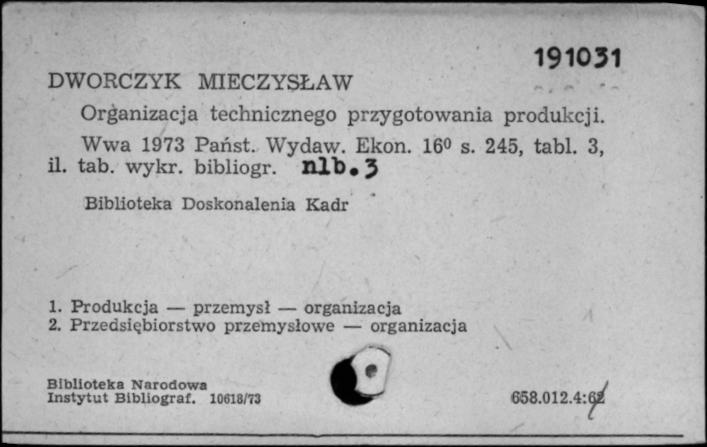 191031
DWORCZYK MIECZYSŁAW
Organizacja technicznego przygotowania produkcji.
Wwa 1973 Państ. Wydaw. Ekon. 16⁰ s. 245, tabl. 3,
il. tab. wykr. bibliogr. nlb. 3
Biblioteka Doskonalenia Kadr
1. Produkcja — przemysł — organizacja
2. Przedsiębiorstwo przemysłowe — organizacja
Biblioteka Narodowa
Instytut Bibliograf. 10618/73
658.012.4:62